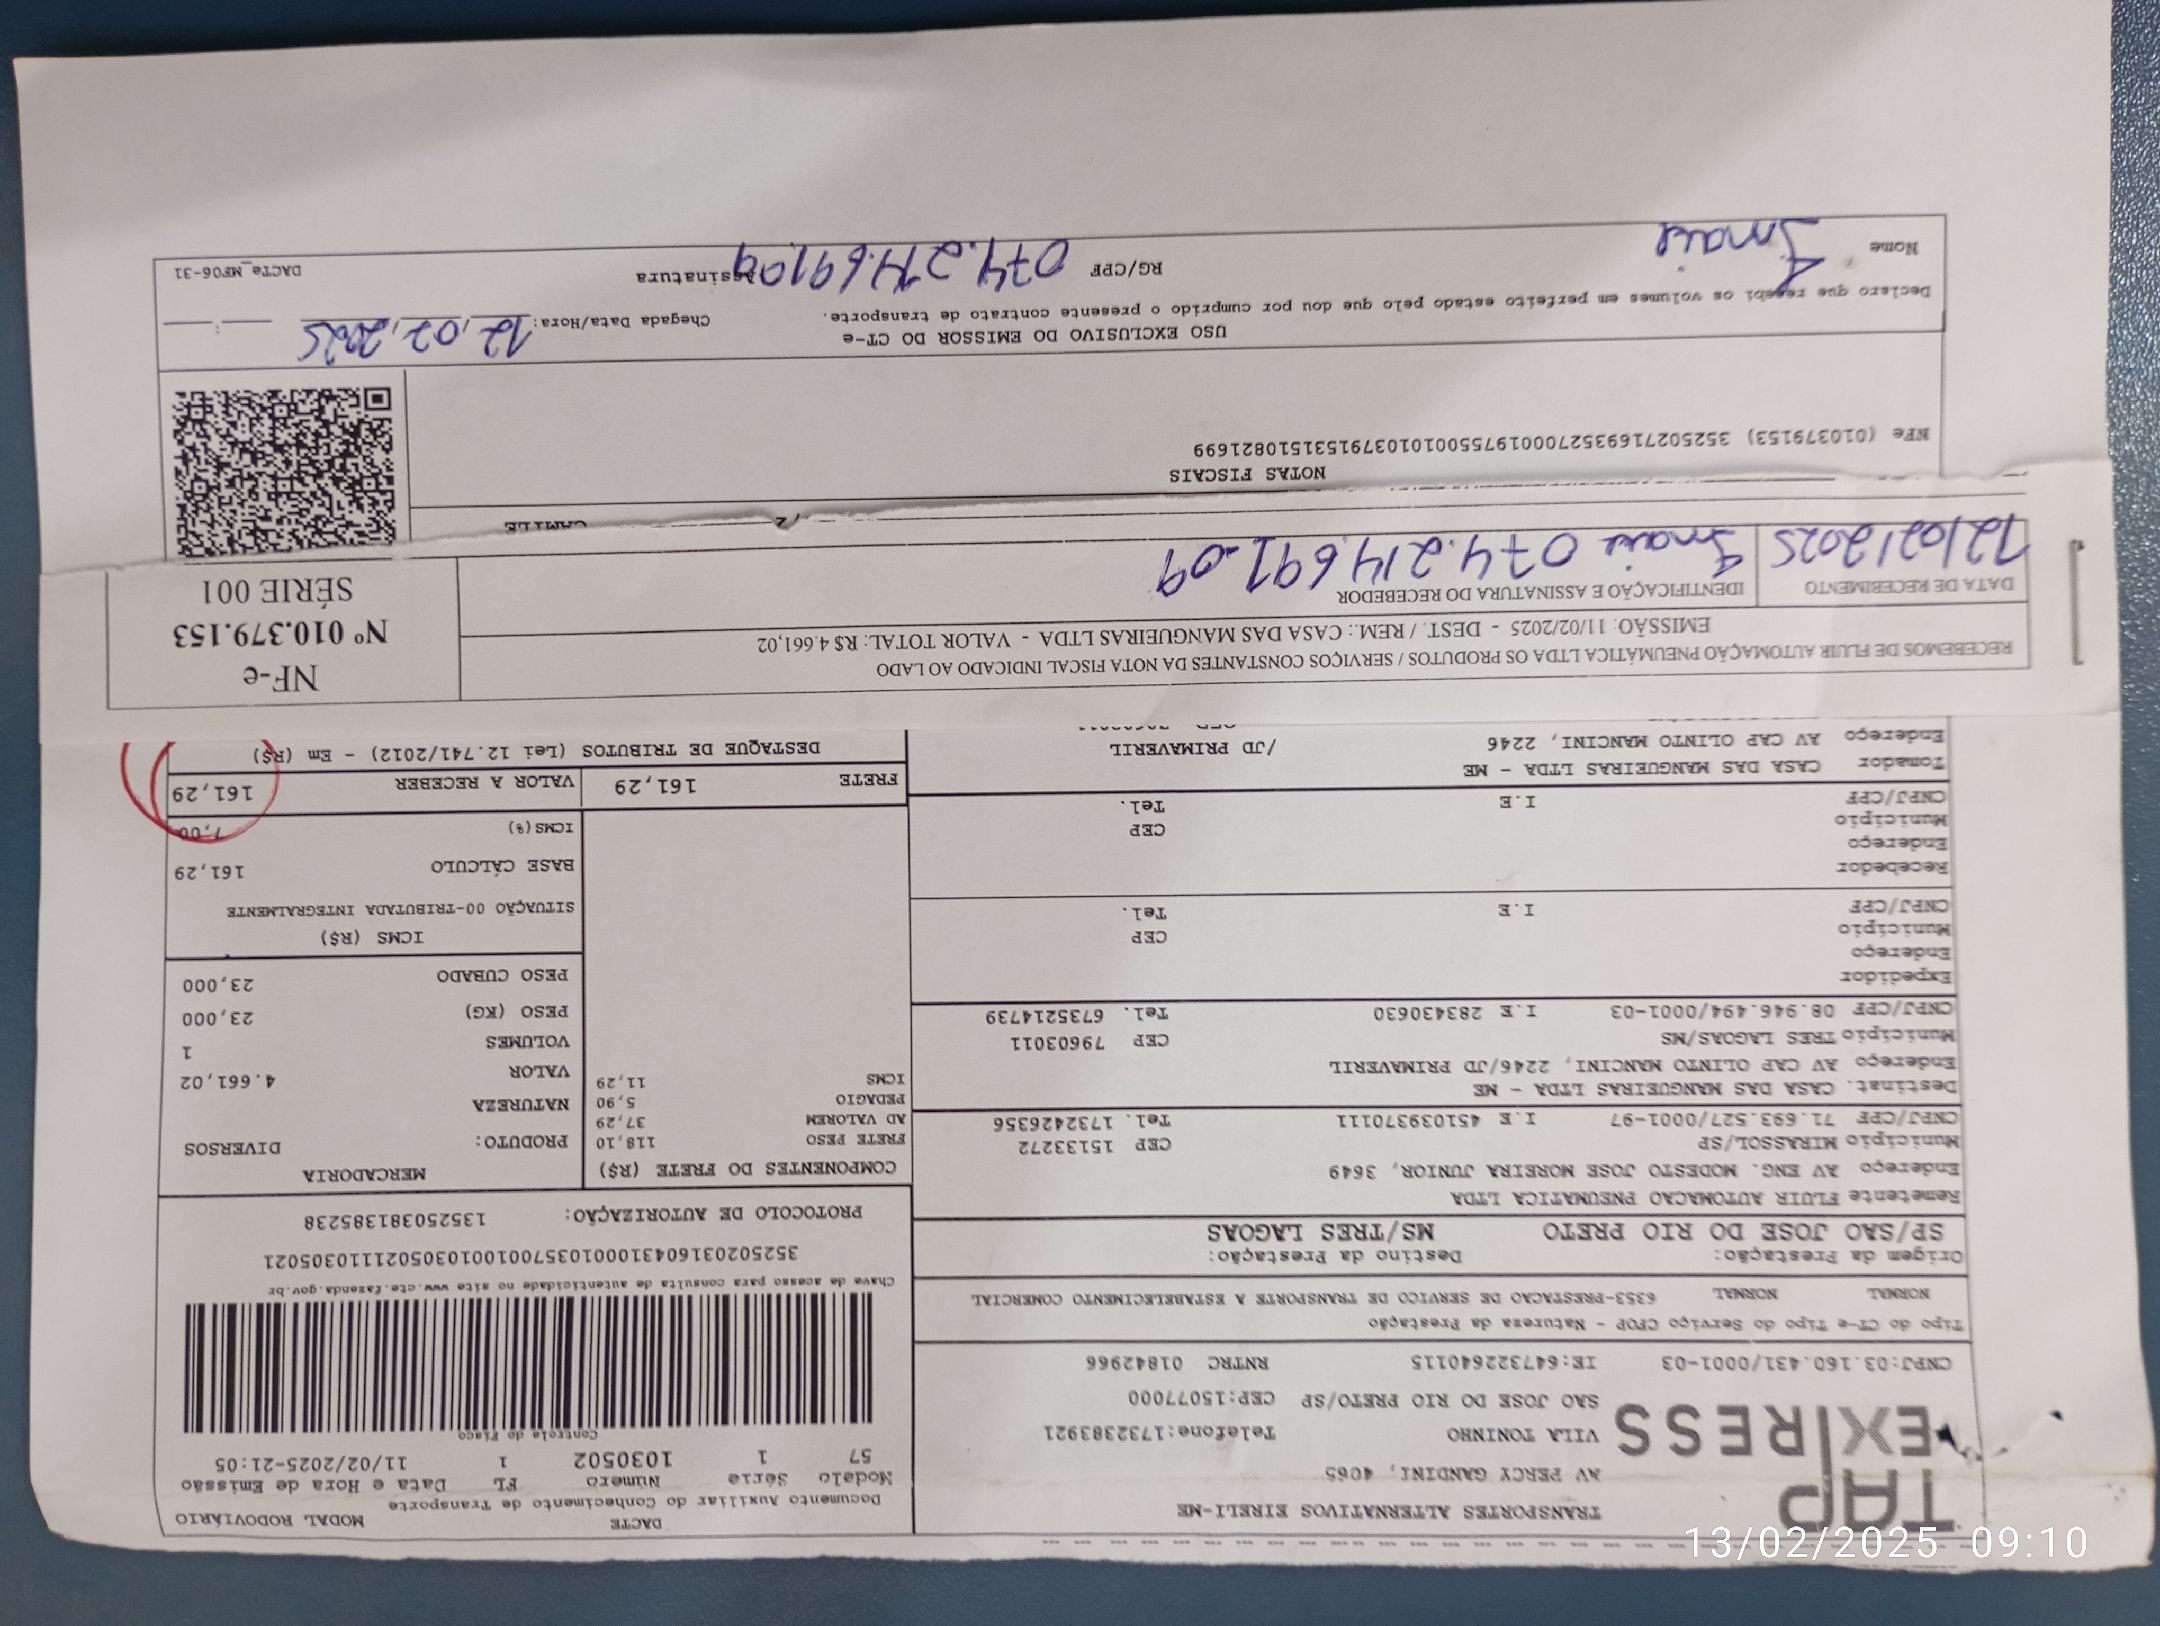 TAP
EXPRESS
TRANSPORTES ALTERNATIVOS EIRELI-ME
AV PERCY GANDINI, 4065
VILA TONINHO Telefone:1732383921
SAO JOSE DO RIO PRETO/SP CEP:15077000
CNPJ:03.160.431/0001-03 IE:647322640115 RNTRC 01842966
Tipo do CT-e Tipo do Serviço CFOP - Natureza da Prestação
NORMAL NORMAL 6353-PRESTACAO DE SERVICO DE TRANSPORTE A ESTABELECIMENTO COMERCIAL
Origem da Prestação: Destino da Prestação:
SP/SAO JOSE DO RIO PRETO MS/TRES LAGOAS
Remetente FLUIR AUTOMACAO PNEUMATICA LTDA
Endereço AV ENG. MODESTO JOSE MOREIRA JUNIOR, 3649
Município MIRASSOL/SP CEP 15133272
CNPJ/CPF 71.693.527/0001-97 I.E 451039370111 Tel. 1732426356
Destinat. CASA DAS MANGUEIRAS LTDA - ME
Endereço AV CAP OLINTO MANCINI, 2246/JD PRIMAVERIL
Município TRES LAGOAS/MS CEP 79603011
CNPJ/CPF 08.946.494/0001-03 I.E 283430630 Tel. 6735214739
Expedidor
Endereço
Município CEP
CNPJ/CPF I.E Tel.
Recebedor
Endereço
Município CEP
CNPJ/CPF I.E Tel.
Tomador CASA DAS MANGUEIRAS LTDA - ME
Endereço AV CAP OLINTO MANCINI, 2246 /JD PRIMAVERIL
DACTE MODAL RODOVIÁRIO
Documento Auxiliar do Conhecimento de Transporte
Modelo Série Número FL Data e Hora de Emissão
57 1 1030502 1 11/02/2025-21:05
Controle do Fisco
Chave de acesso para consulta de autenticidade no site www.cte.fazenda.gov.br
352502031604310001035700100103050211110305021
PROTOCOLO DE AUTORIZAÇÃO: 135250381385238
COMPONENTES DO FRETE (R$)
FRETE PESO 118,10
AD VALOREM 37,29
PEDAGIO 5,90
ICMS 11,29
FRETE 161,29
MERCADORIA
PRODUTO: DIVERSOS
NATUREZA
VALOR 4.661,02
VOLUMES 1
PESO (KG) 23,000
PESO CUBADO 23,000
ICMS (R$)
SITUAÇÃO 00-TRIBUTADA INTEGRALMENTE
BASE CÁLCULO 161,29
ICMS(%) 7,00
VALOR A RECEBER 161,29
DESTAQUE DE TRIBUTOS (Lei 12.741/2012) - Em (R$)
RECEBEMOS DE FLUIR AUTOMAÇÃO PNEUMÁTICA LTDA OS PRODUTOS / SERVIÇOS CONSTANTES DA NOTA FISCAL INDICADO AO LADO
EMISSÃO: 11/02/2025 - DEST. / REM.: CASA DAS MANGUEIRAS LTDA - VALOR TOTAL: R$ 4.661,02
DATA DE RECEBIMENTO IDENTIFICAÇÃO E ASSINATURA DO RECEBEDOR
12/02/2025 074.214.691-09
NF-e
Nº 010.379.153
SÉRIE 001
CAMILLE
NOTAS FISCAIS
NFe (010379153) 35250271693527000197550010103791531510821699
USO EXCLUSIVO DO EMISSOR DO CT-e
Chegada Data/Hora: 12,02,2025 :
Declaro que recebi os volumes em perfeito estado pelo que dou por cumprido o presente contrato de transporte.
Nome RG/CPF 074.214.69109 Assinatura
DACTe_MF06-31
13/02/2025 09:10